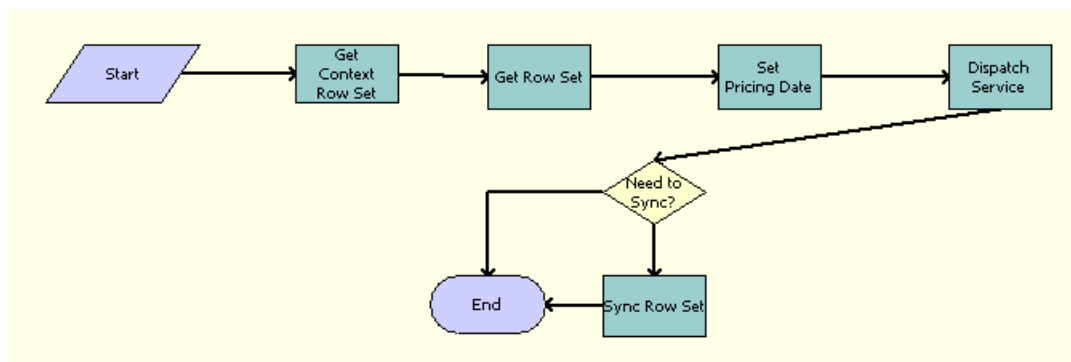 Start
Get
Context
Row Set
Get Row Set
Set
Pricing Date
Dispatch
Service
Need to
Sync?
End
Sync Row Set